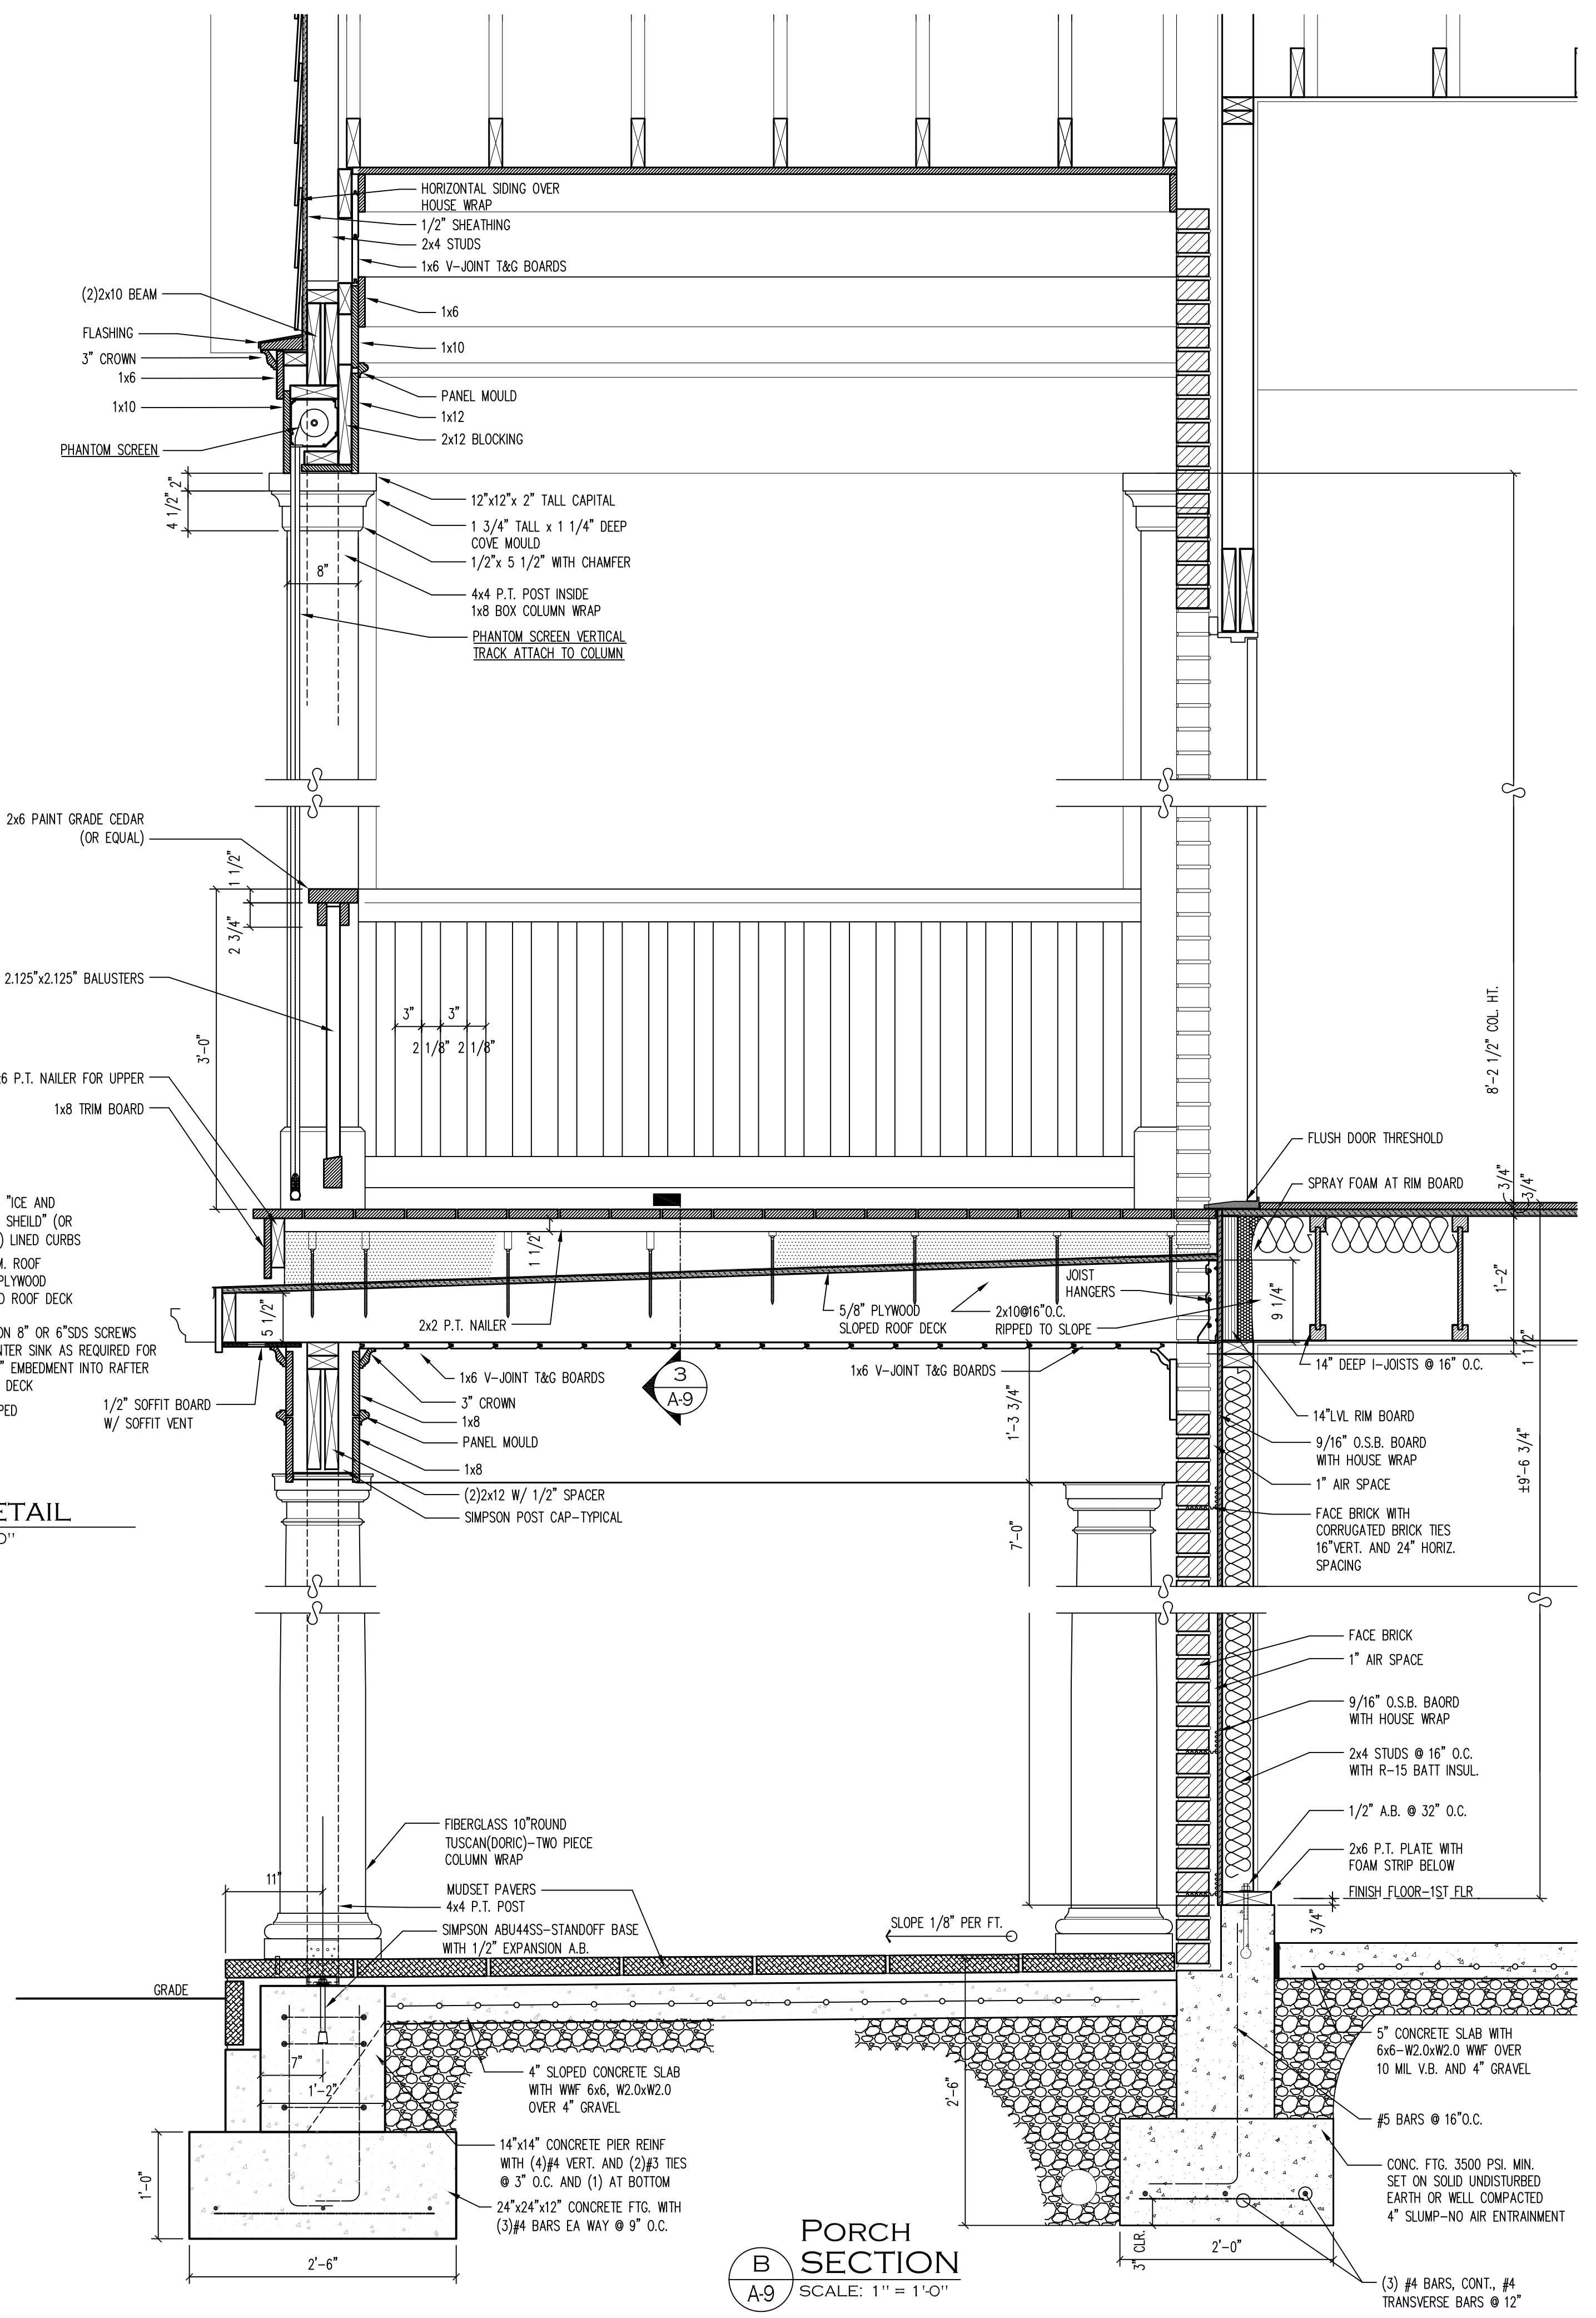 HORIZONTAL SIDING OVER
HOUSE WRAP
1/2" SHEATHING
2x4 STUDS
1x6 V-JOINT T&G BOARDS
(2)2x10 BEAM
1x6
FLASHING
1x10
3" CROWN
1x6
PANEL MOULD
1x10
1x12
2x12 BLOCKING
PHANTOM SCREEN
2"
4 1/2"
12"x12"x 2" TALL CAPITAL
1 3/4" TALL x 1 1/4" DEEP
COVE MOULD
1/2"x 5 1/2" WITH CHAMFER
8"
4x4 P.T. POST INSIDE
1x8 BOX COLUMN WRAP
PHANTOM SCREEN VERTICAL
TRACK ATTACH TO COLUMN
2x6 PAINT GRADE CEDAR
(OR EQUAL)
1 1/2"
2 3/4"
2.125"x2.125" BALUSTERS
3'-0"
3"
3"
2 1/8"
2 1/8"
8'-2 1/2" COL. HT.
6 P.T. NAILER FOR UPPER
1x8 TRIM BOARD
FLUSH DOOR THRESHOLD
SPRAY FOAM AT RIM BOARD
3/4"
3/4"
"ICE AND
SHEILD" (OR
) LINED CURBS
M. ROOF
PLYWOOD
D ROOF DECK
ON 8" OR 6"SDS SCREWS
NTER SINK AS REQUIRED FOR
" EMBEDMENT INTO RAFTER
DECK
PED
1 1/2"
5 1/2"
2x2 P.T. NAILER
5/8" PLYWOOD
SLOPED ROOF DECK
2x10@16"O.C.
RIPPED TO SLOPE
JOIST
HANGERS
9 1/4"
1'-2"
1 1/2"
1/2" SOFFIT BOARD
W/ SOFFIT VENT
1x6 V-JOINT T&G BOARDS
3" CROWN
1x8
PANEL MOULD
1x8
(2)2x12 W/ 1/2" SPACER
SIMPSON POST CAP-TYPICAL
3
A-9
1x6 V-JOINT T&G BOARDS
1'-3 3/4"
14" DEEP I-JOISTS @ 16" O.C.
14"LVL RIM BOARD
9/16" O.S.B. BOARD
WITH HOUSE WRAP
1" AIR SPACE
FACE BRICK WITH
CORRUGATED BRICK TIES
16"VERT. AND 24" HORIZ.
SPACING
±9'-6 3/4"
ETAIL
0"
7'-0"
FACE BRICK
1" AIR SPACE
9/16" O.S.B. BAORD
WITH HOUSE WRAP
2x4 STUDS @ 16" O.C.
WITH R-15 BATT INSUL.
1/2" A.B. @ 32" O.C.
2x6 P.T. PLATE WITH
FOAM STRIP BELOW
FINISH FLOOR-1ST FLR
3/4"
FIBERGLASS 10"ROUND
TUSCAN(DORIC)-TWO PIECE
COLUMN WRAP
11"
MUDSET PAVERS
4x4 P.T. POST
SIMPSON ABU44SS-STANDOFF BASE
WITH 1/2" EXPANSION A.B.
SLOPE 1/8" PER FT.
GRADE
7"
1'-2"
4" SLOPED CONCRETE SLAB
WITH WWF 6x6, W2.0xW2.0
OVER 4" GRAVEL
2'-6"
5" CONCRETE SLAB WITH
6x6-W2.0xW2.0 WWF OVER
10 MIL V.B. AND 4" GRAVEL
#5 BARS @ 16"O.C.
14"x14" CONCRETE PIER REINF
WITH (4)#4 VERT. AND (2)#3 TIES
@ 3" O.C. AND (1) AT BOTTOM
24"x24"x12" CONCRETE FTG. WITH
(3)#4 BARS EA WAY @ 9" O.C.
1'-0"
2'-6"
CONC. FTG. 3500 PSI. MIN.
SET ON SOLID UNDISTURBED
EARTH OR WELL COMPACTED
4" SLUMP-NO AIR ENTRAINMENT
3" CLR.
2'-0"
(3) #4 BARS, CONT., #4
TRANSVERSE BARS @ 12"
B
A-9
PORCH
SECTION
SCALE: 1" = 1'-0"